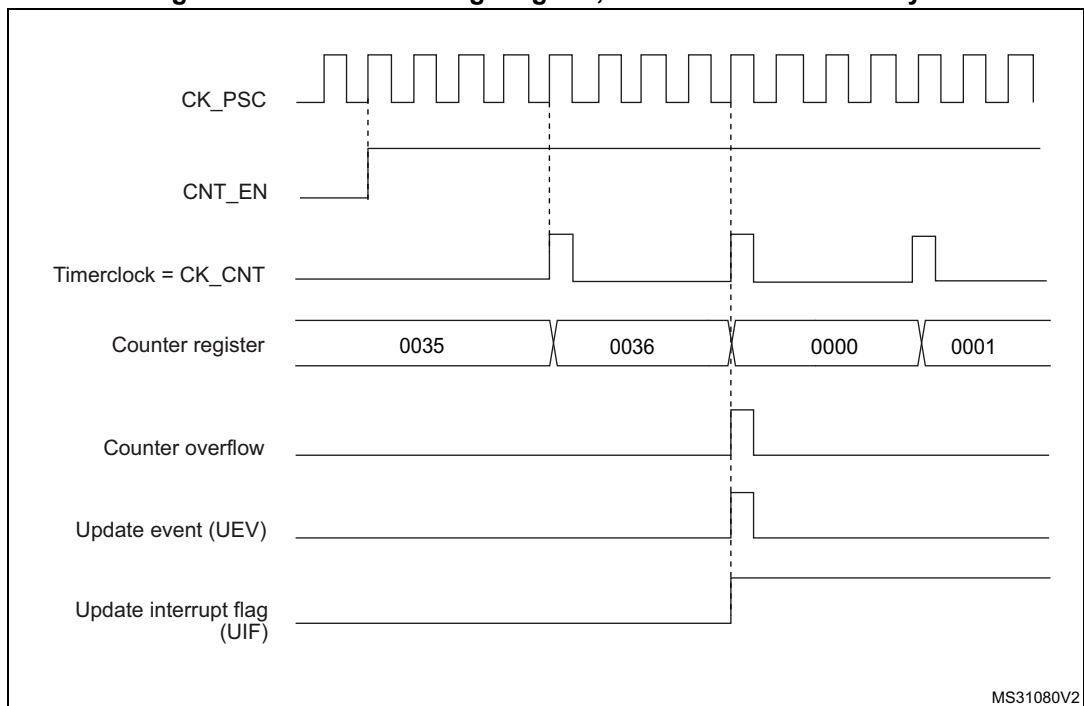 CK_PSC
CNT_EN
Timerclock = CK_CNT
Counter register
0035
0036
0000
0001
Counter overflow
Update event (UEV)
Update interrupt flag
(UIF)
MS31080V2